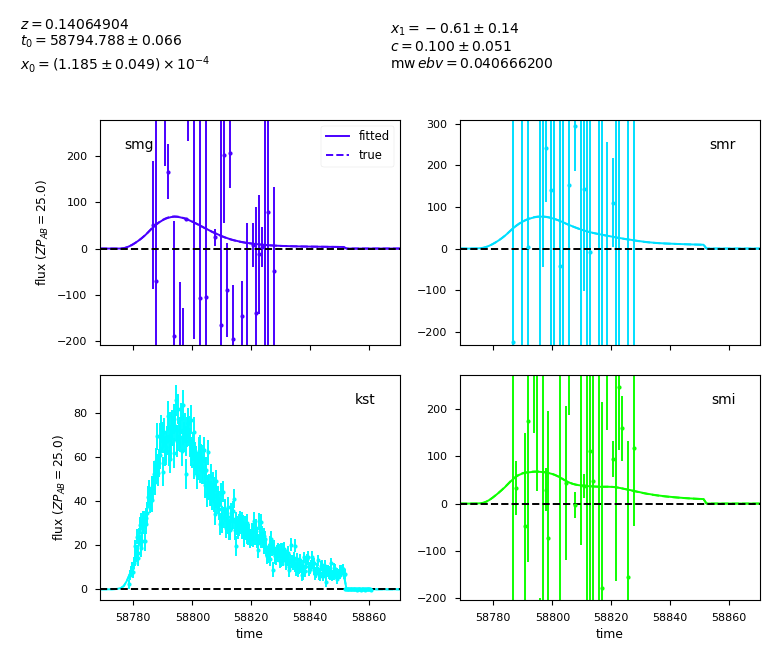 z = 0.14064904
t₀ = 58794.788 ± 0.066
x₀ = (1.185 ± 0.049) × 10⁻⁴
x₁ = −0.61 ± 0.14
c = 0.100 ± 0.051
mwebv = 0.040666200
smg
fitted
true
200
100
0
−100
−200
flux (ZP_AB = 25.0)
smr
300
200
100
0
−100
−200
kst
80
60
40
20
0
flux (ZP_AB = 25.0)
58780 58800 58820 58840 58860
time
smi
200
100
0
−100
−200
58780 58800 58820 58840 58860
time